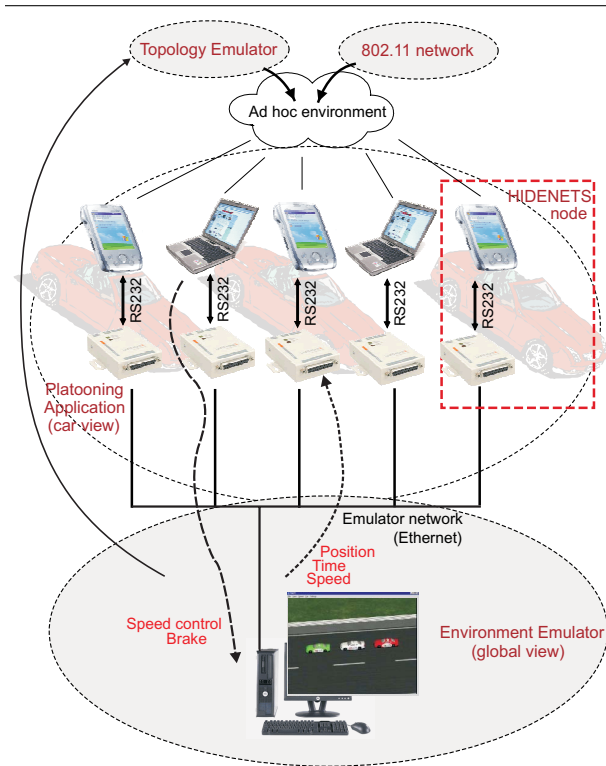 Topology Emulator
802.11 network
Ad hoc environment
HIDENETS
node
RS232
RS232
RS232
RS232
RS232
Platooning
Application
(car view)
Emulator network
(Ethernet)
Position
Time
Speed
Speed control
Brake
Environment Emulator
(global view)